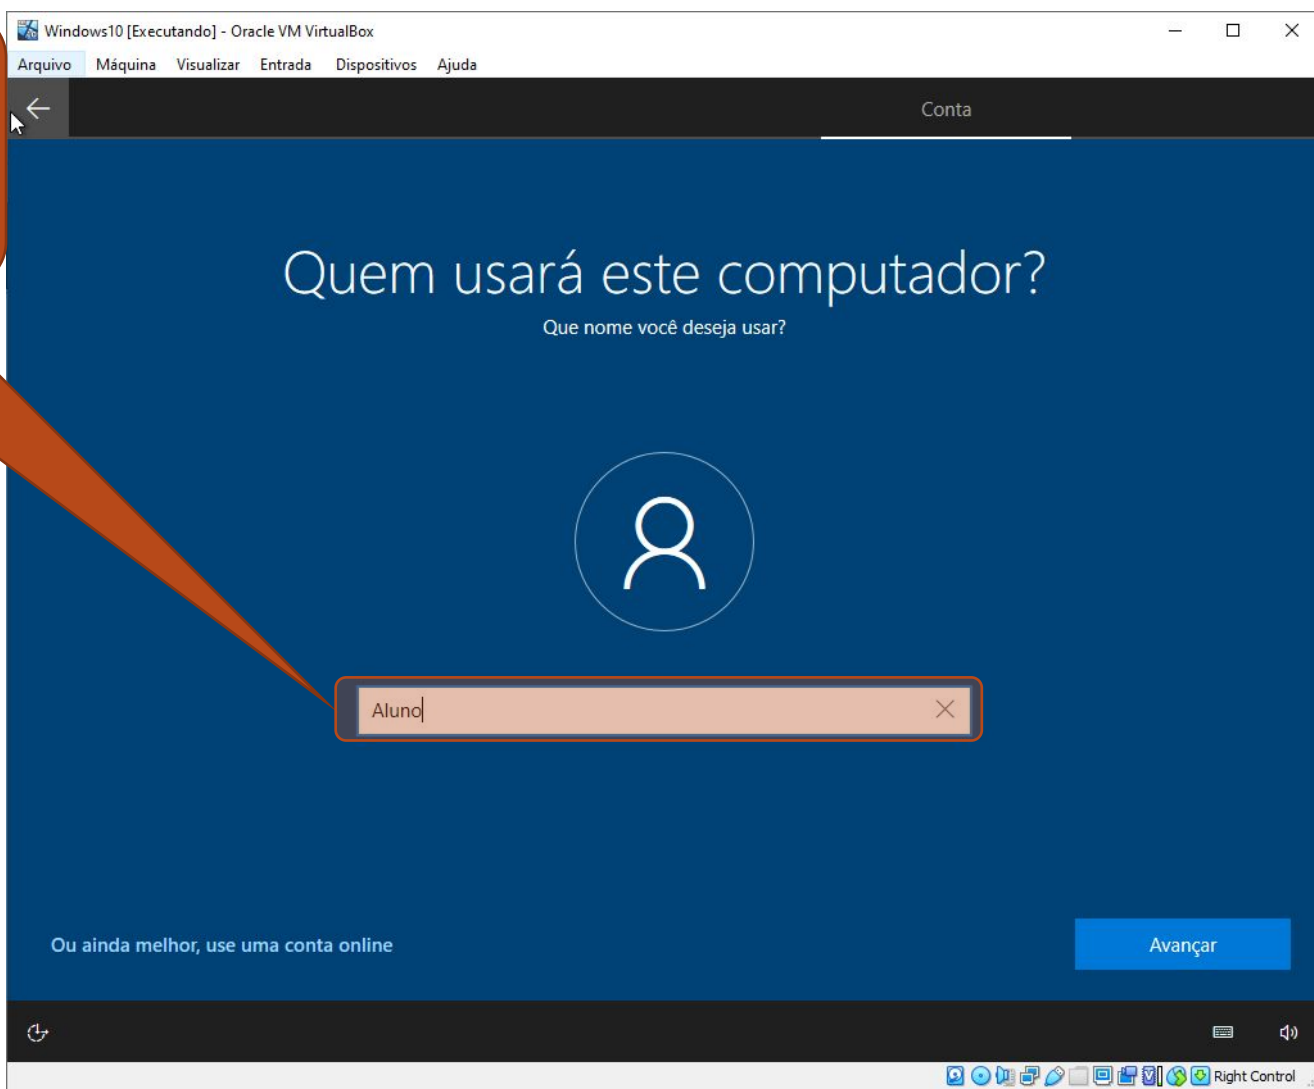 Windows10 [Executando] - Oracle VM VirtualBox
Arquivo Máquina Visualizar Entrada Dispositivos Ajuda
Conta
Quem usará este computador?
Que nome você deseja usar?
Aluno
Ou ainda melhor, use uma conta online
Avançar
Right Control